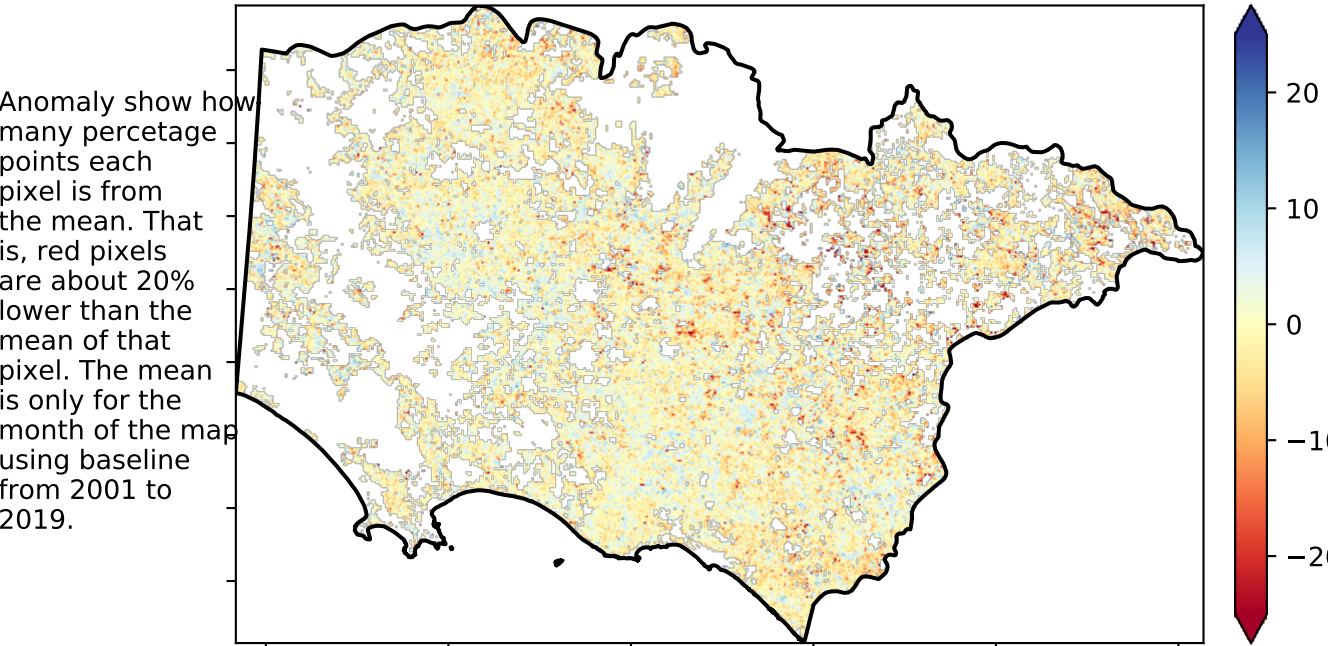 Anomaly show how
many percetage
points each
pixel is from
the mean. That
is, red pixels
are about 20%
lower than the
mean of that
pixel. The mean
is only for the
month of the map
using baseline
from 2001 to
2019.
20
10
0
−10
−20